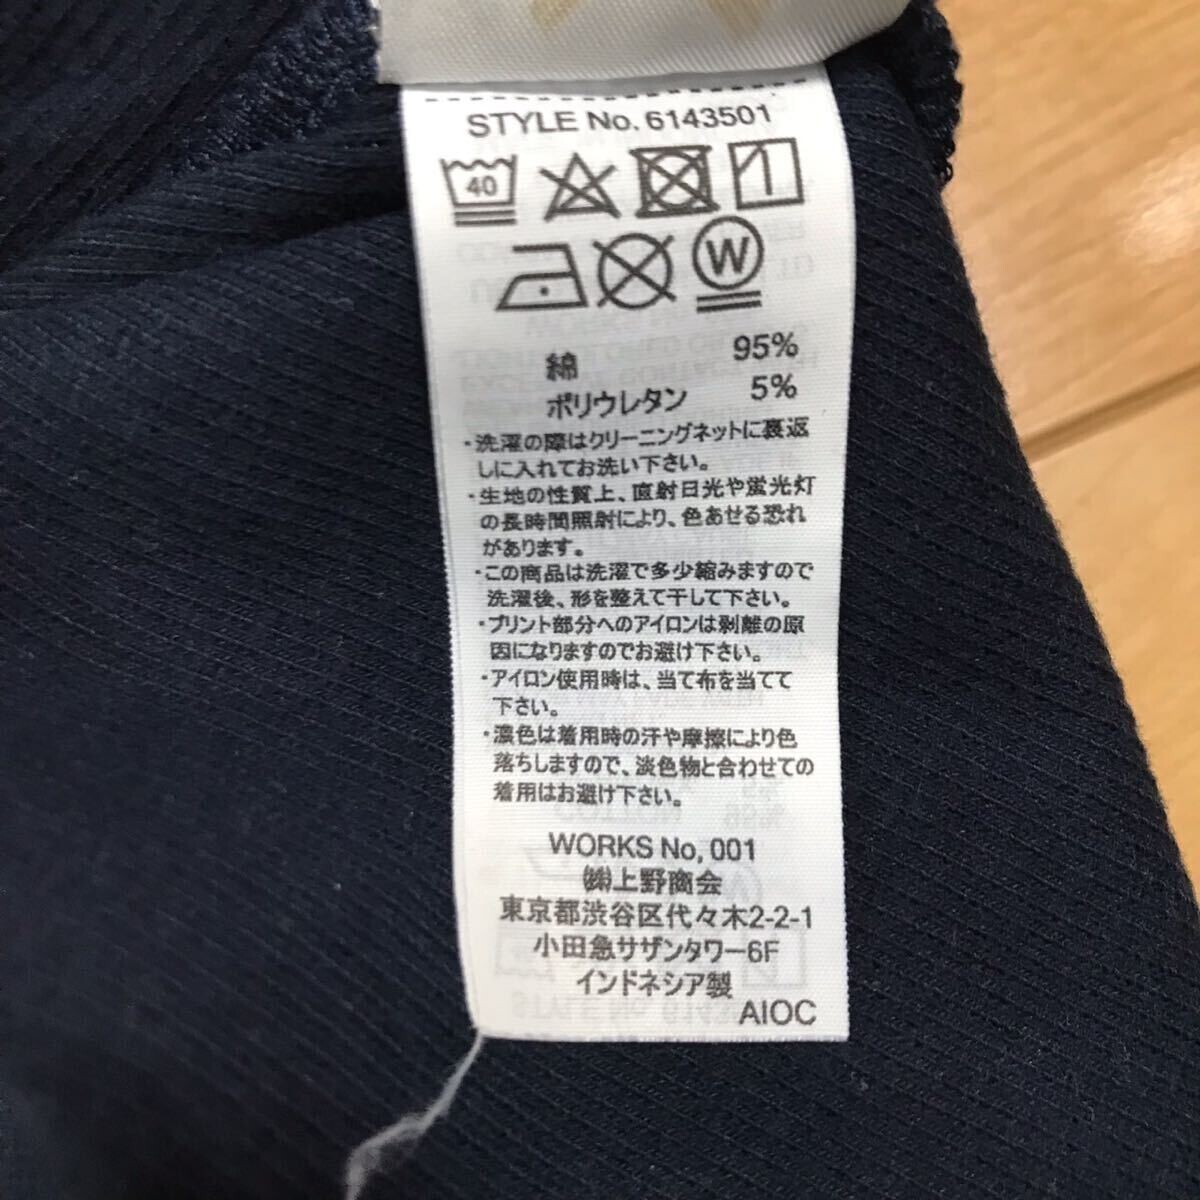 STYLE No. 6143501
40
W
綿 95%
ポリウレタン 5%
・洗濯の際はクリーニングネットに裏返
しに入れてお洗い下さい。
・生地の性質上、直射日光や蛍光灯
の長時間照射により、色あせる恐れ
があります。
・この商品は洗濯で多少縮みますので
洗濯後、形を整えて干して下さい。
・プリント部分へのアイロンは剥離の原
因になりますのでお避け下さい。
・アイロン使用時は、当て布を当てて
下さい。
・濃色は着用時の汗や摩擦により色
落ちしますので、淡色物と合わせての
着用はお避け下さい。
WORKS No, 001
㈱上野商会
東京都渋谷区代々木2-2-1
小田急サザンタワー6F
インドネシア製
AIOC